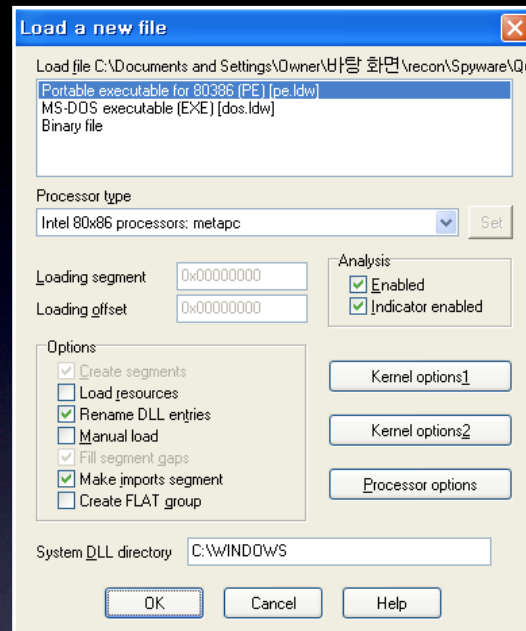 Load a new file
Load file C:\Documents and Settings\Owner\바탕 화면\recon\Spyware\Q
Portable executable for 80386 (PE) [pe.ldw]
MS-DOS executable (EXE) [dos.ldw]
Binary file
Processor type
Intel 80x86 processors: metapc
Set
Loading segment
0x00000000
Loading offset
0x00000000
Analysis
Enabled
Indicator enabled
Options
Create segments
Load resources
Rename DLL entries
Manual load
Fill segment gaps
Make imports segment
Create FLAT group
Kernel options1
Kernel options2
Processor options
System DLL directory
C:\WINDOWS
OK
Cancel
Help